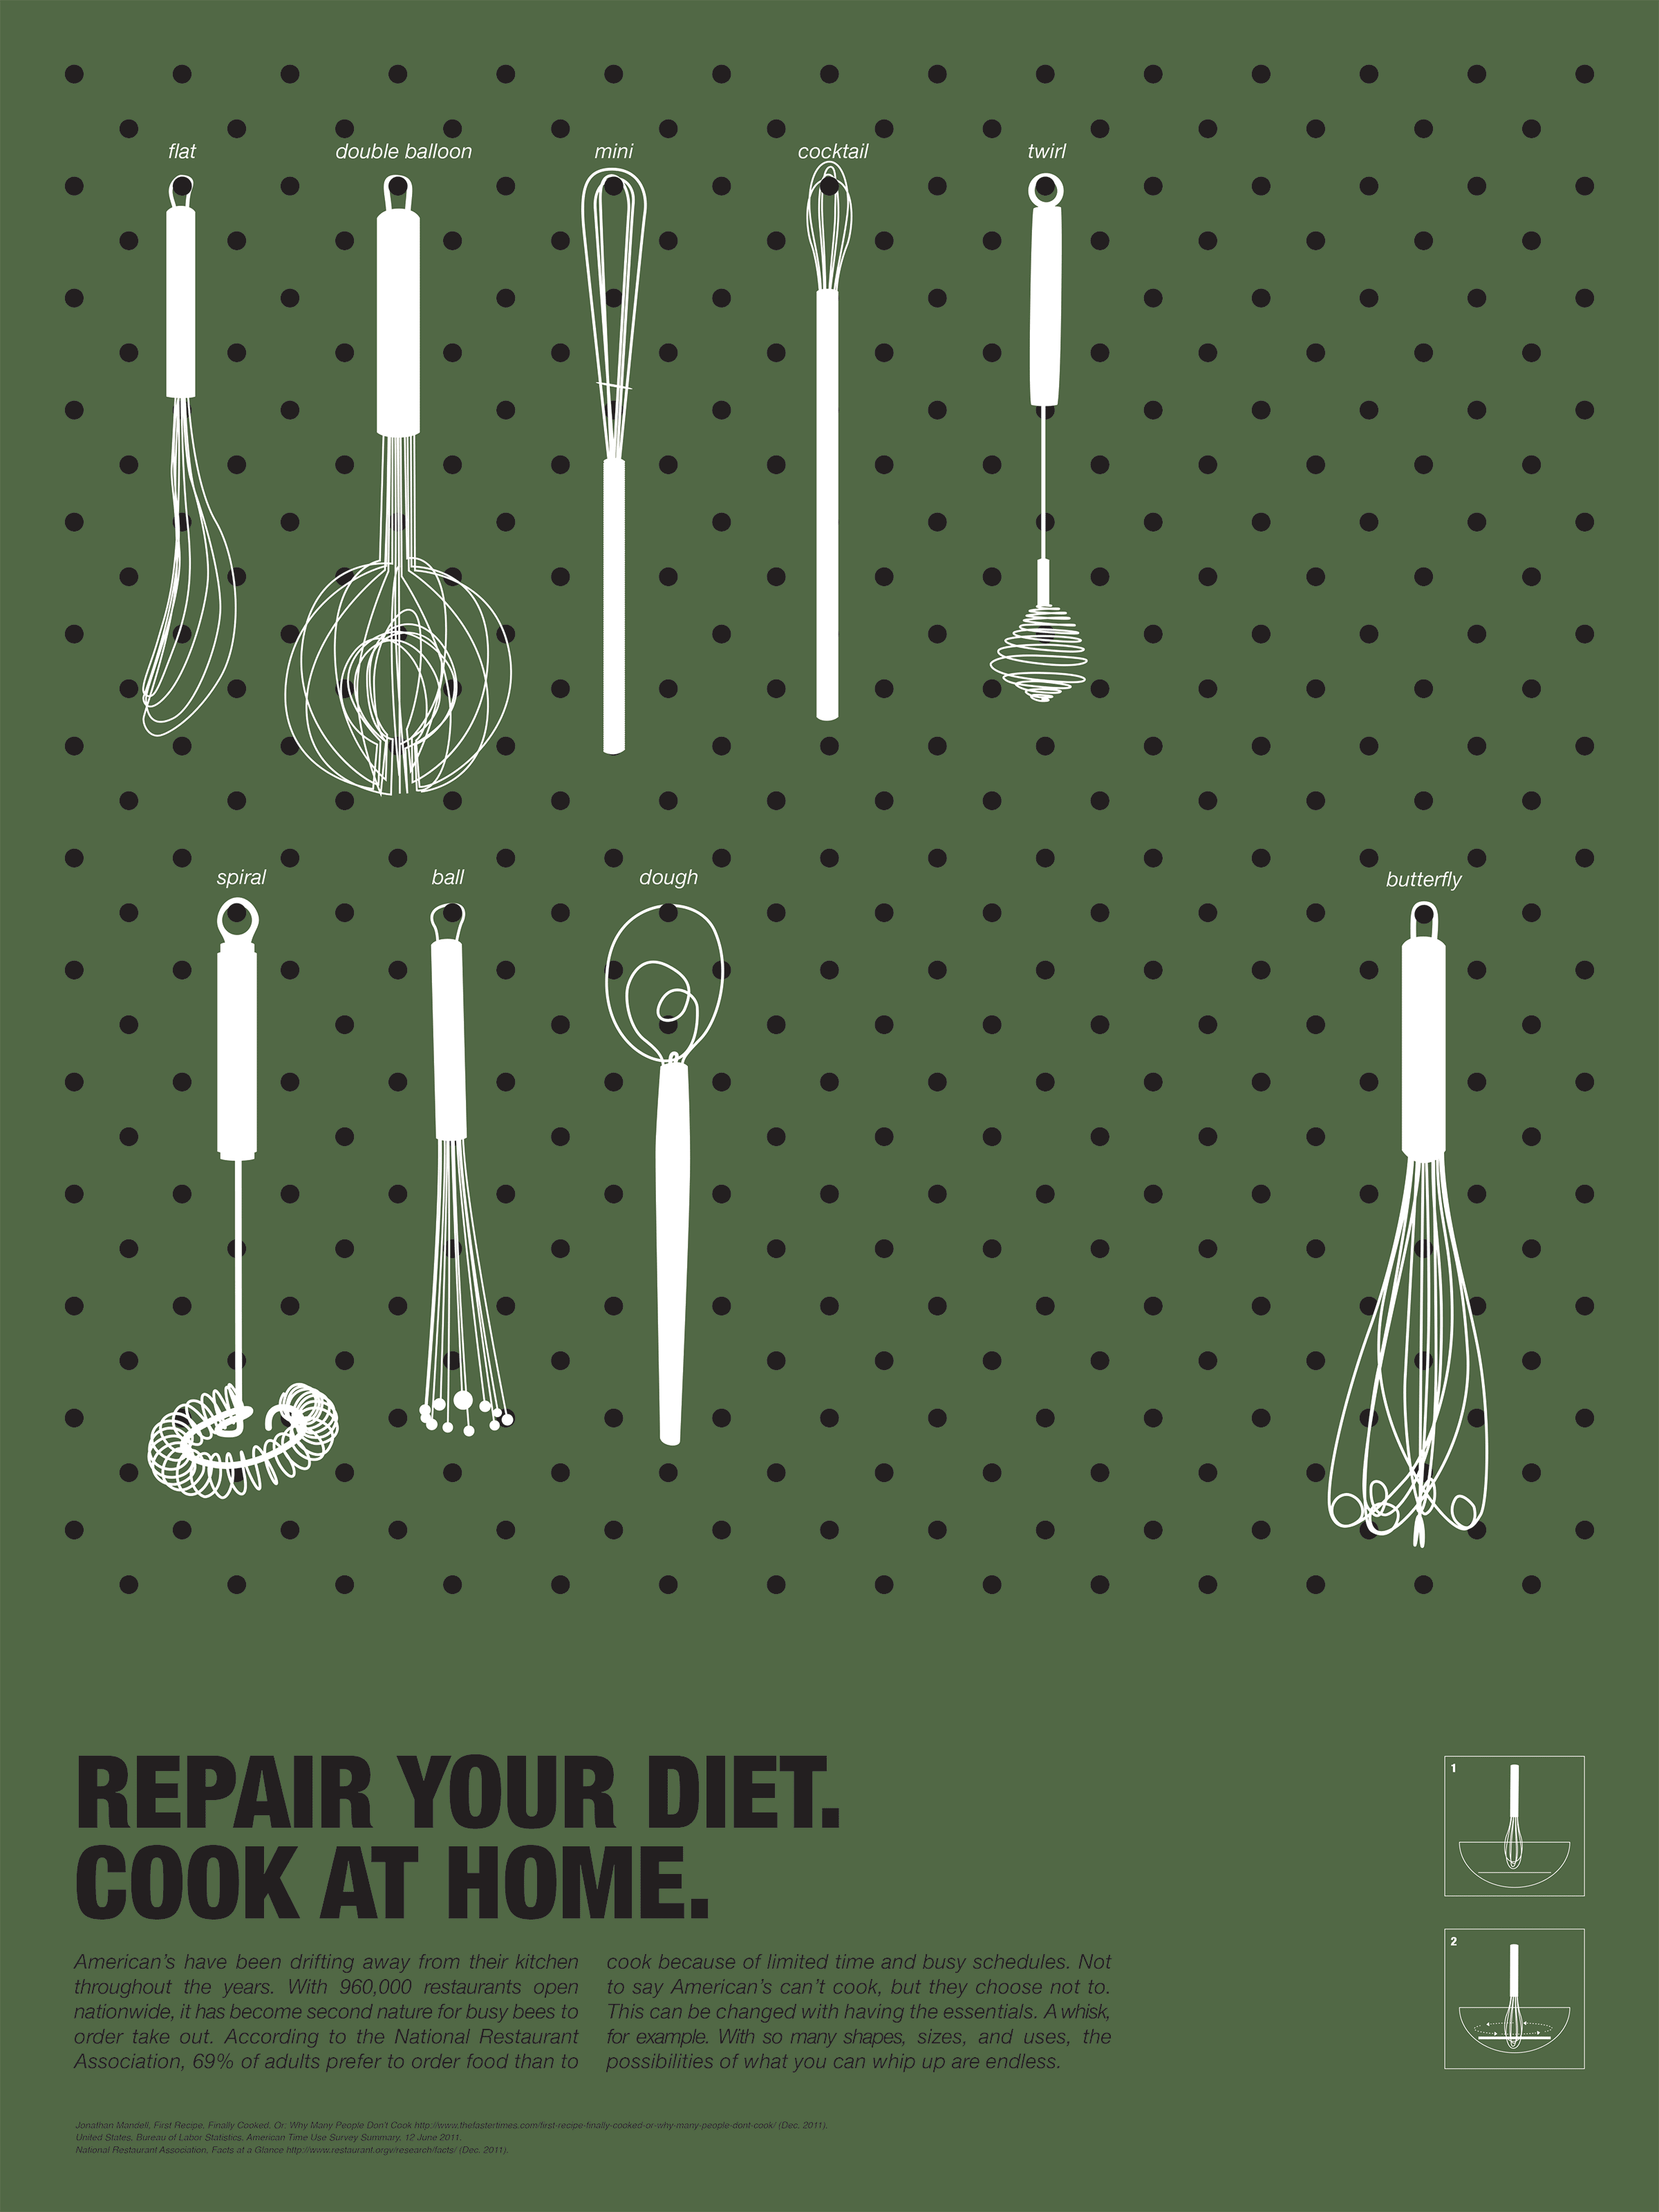 flat
double balloon
mini
cocktail
twirl
spiral
ball
dough
butterfly
REPAIR YOUR DIET.
COOK AT HOME.
American's have been drifting away from their kitchen
throughout the years. With 960,000 restaurants open
nationwide, it has become second nature for busy bees to
order take out. According to the National Restaurant
Association, 69% of adults prefer to order food than to
cook because of limited time and busy schedules. Not
to say American's can't cook, but they choose not to.
This can be changed with having the essentials. A whisk,
for example. With so many shapes, sizes, and uses, the
possibilities of what you can whip up are endless.
1
2
Jonathan Mandell, First Recipe, Finally Cooked, Or: Why Many People Don't Cook http://www.thefastertimes.com/first-recipe-finally-cooked-or-why-many-people-dont-cook/ (Dec. 2011).
United States, Bureau of Labor Statistics, American Time Use Survey Summary. 12 June 2011.
National Restaurant Association, Facts at a Glance http://www.restaurant.orgv/research/facts/ (Dec. 2011).